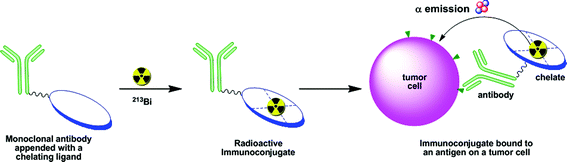 α emission
tumor
cell
chelate
antibody
²¹³Bi
Monoclonal antibody
appended with a
chelating ligand
Radioactive
Immunoconjugate
Immunoconjugate bound to
an antigen on a tumor cell